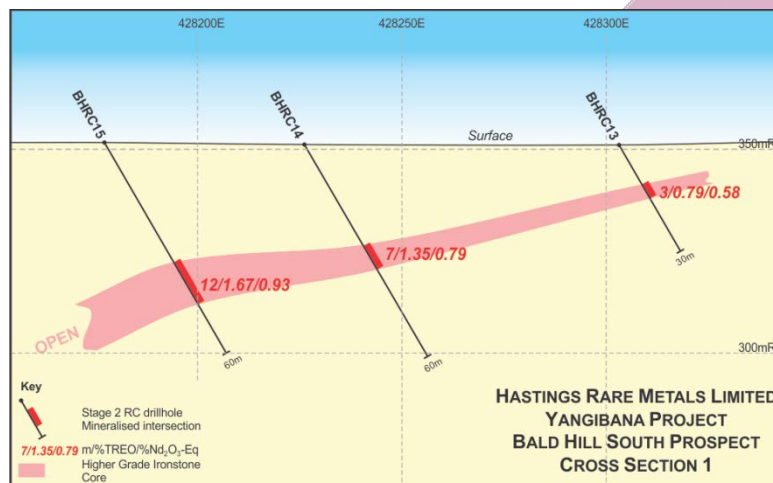 428200E 428250E 428300E
BHRC15
BHRC14
BHRC13
Surface
350mR
3/0.79/0.58
7/1.35/0.79
12/1.67/0.93
30m
OPEN
60m
60m
300mR
Key
Stage 2 RC drillhole
Mineralised intersection
7/1.35/0.79 m/%TREO/%Nd₂O₃-Eq
Higher Grade Ironstone
Core
HASTINGS RARE METALS LIMITED
YANGIBANA PROJECT
BALD HILL SOUTH PROSPECT
CROSS SECTION 1